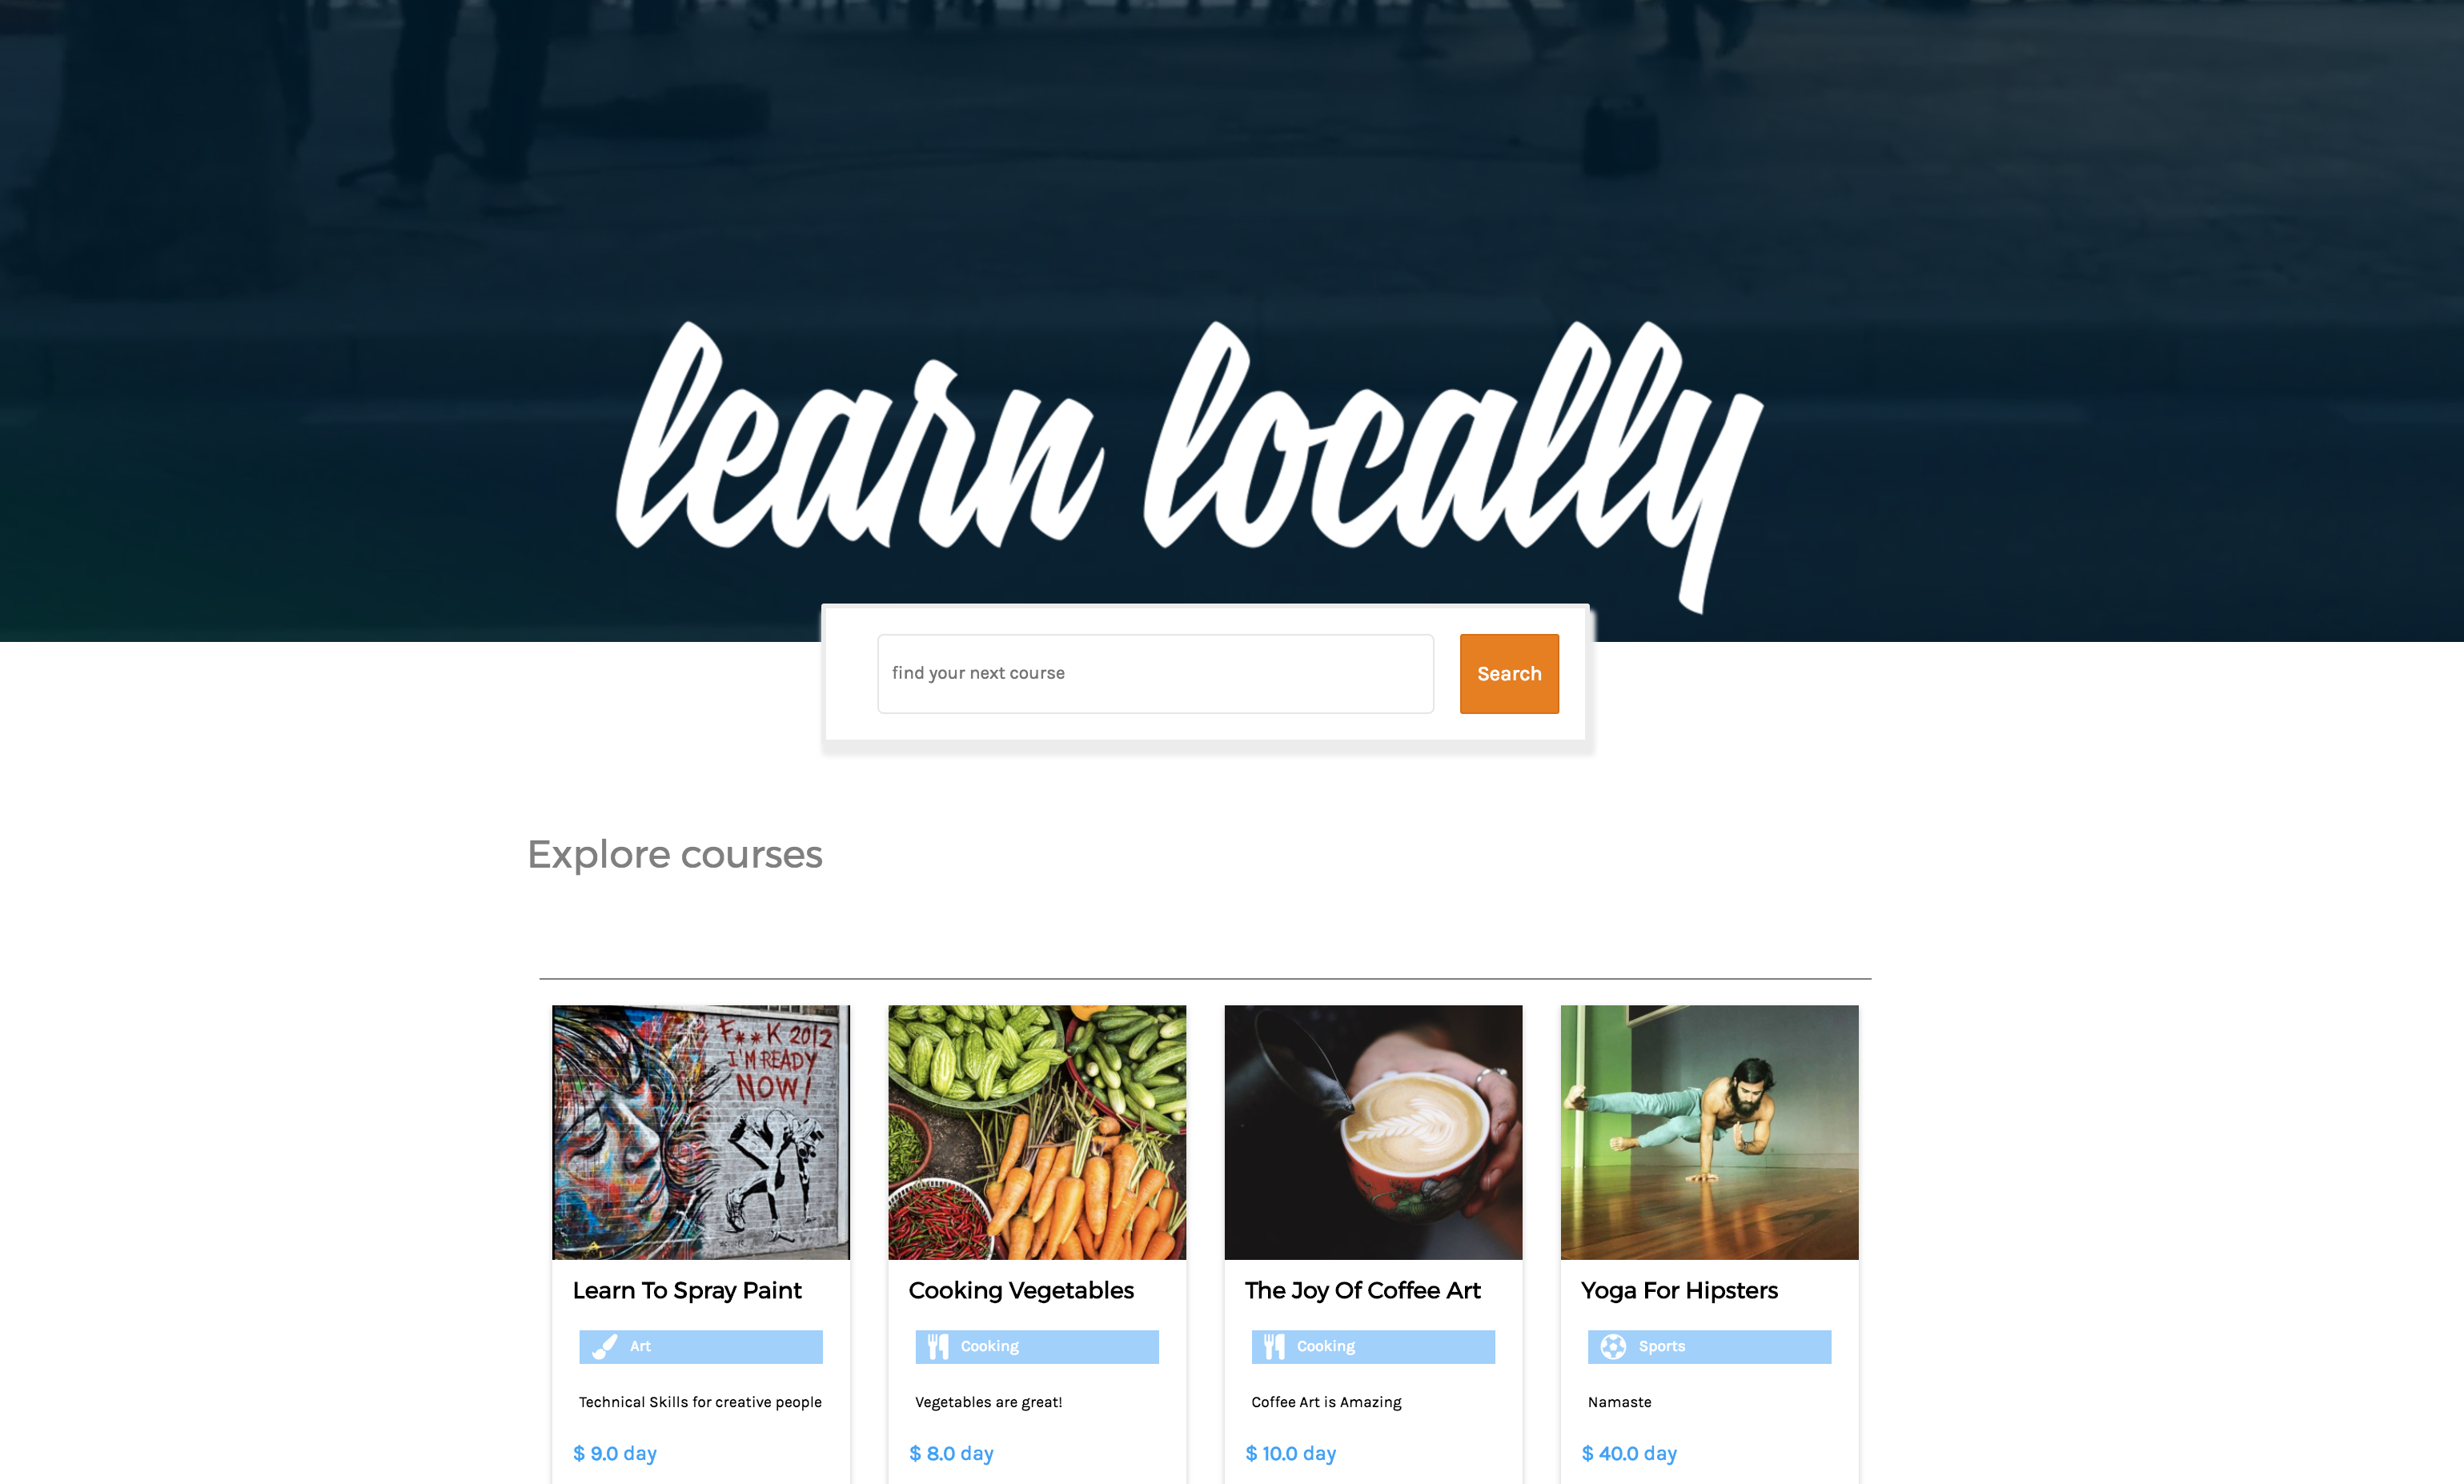 learn locally
find your next course
Search
Explore courses
F**K 2012
I'M READY
NOW!
Learn To Spray Paint
Art
Technical Skills for creative people
$ 9.0 day
Cooking Vegetables
Cooking
Vegetables are great!
$ 8.0 day
The Joy Of Coffee Art
Cooking
Coffee Art is Amazing
$ 10.0 day
Yoga For Hipsters
Sports
Namaste
$ 40.0 day